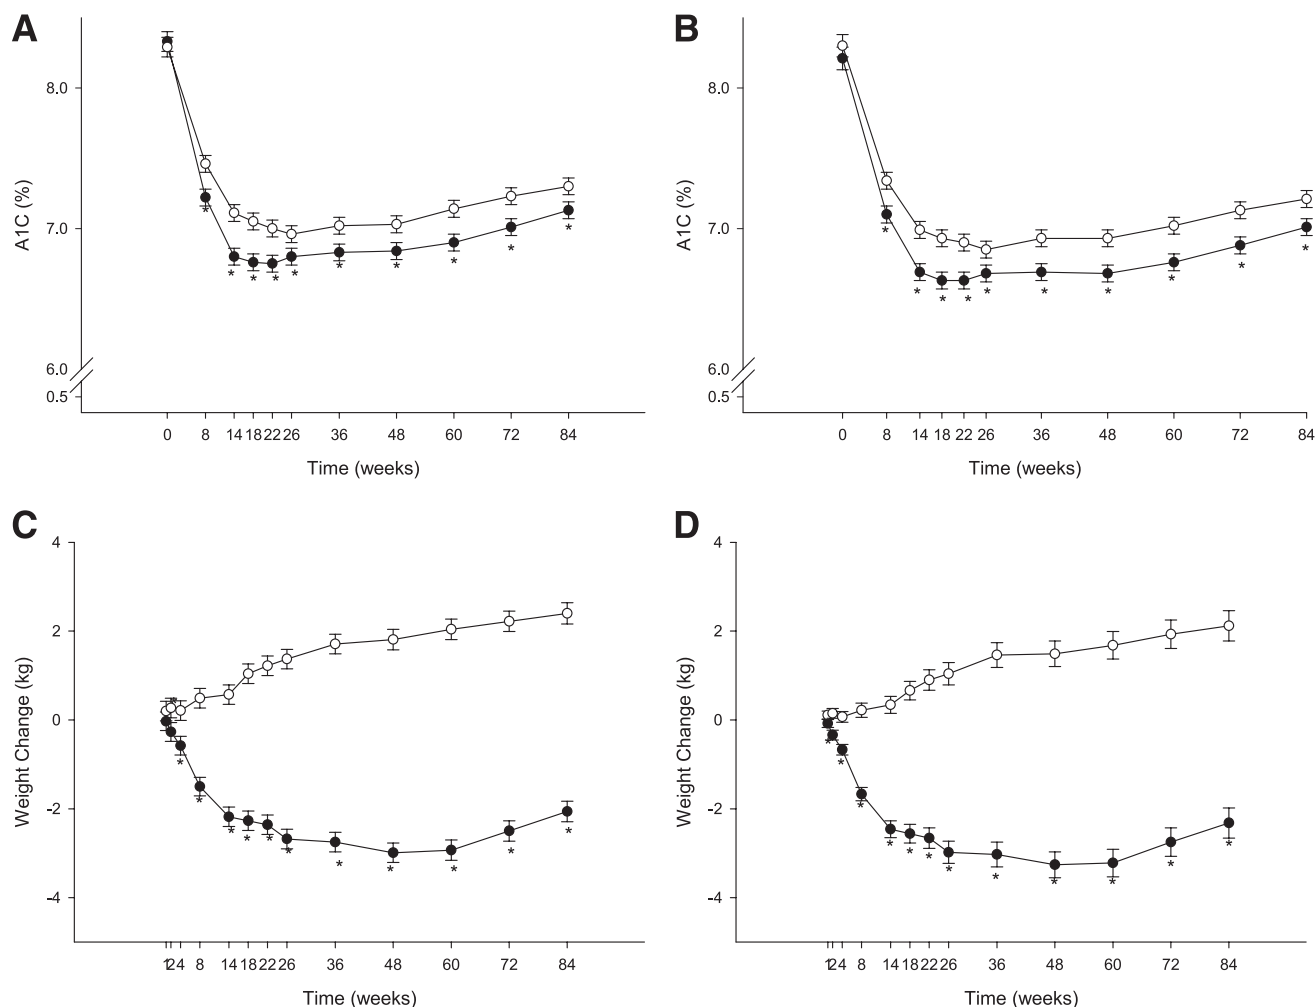 A
A1C (%)
8.0
7.0
6.0
0.5
* * * * * * * * * *
0 8 14 18 22 26 36 48 60 72 84
Time (weeks)
B
A1C (%)
8.0
7.0
6.0
0.5
* * * * * * * * * *
0 8 14 18 22 26 36 48 60 72 84
Time (weeks)
C
Weight Change (kg)
4
2
0
-2
-4
* * * * * * * * * * * *
1 2 4 8 14 18 22 26 36 48 60 72 84
Time (weeks)
D
Weight Change (kg)
4
2
0
-2
-4
* * * * * * * * * * * *
1 2 4 8 14 18 22 26 36 48 60 72 84
Time (weeks)